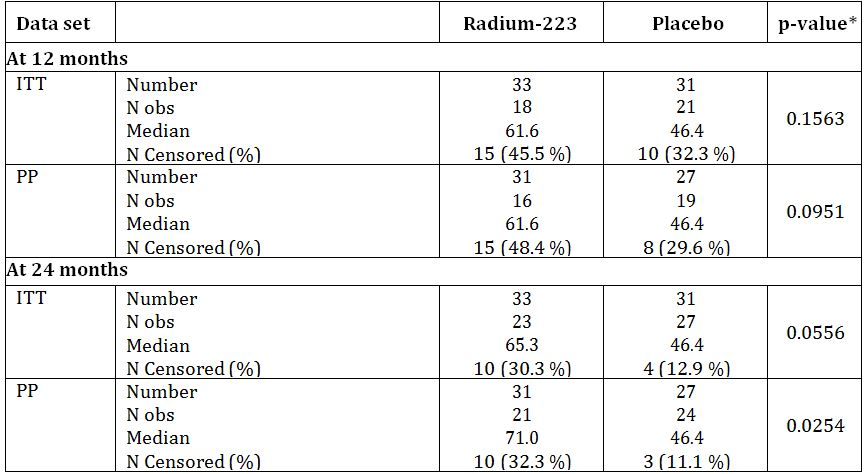 Data set Radium-223 Placebo p-value*
At 12 months
ITT Number 33 31 0.1563
N obs 18 21
Median 61.6 46.4
N Censored (%) 15 (45.5 %) 10 (32.3 %)
PP Number 31 27 0.0951
N obs 16 19
Median 61.6 46.4
N Censored (%) 15 (48.4 %) 8 (29.6 %)
At 24 months
ITT Number 33 31 0.0556
N obs 23 27
Median 65.3 46.4
N Censored (%) 10 (30.3 %) 4 (12.9 %)
PP Number 31 27 0.0254
N obs 21 24
Median 71.0 46.4
N Censored (%) 10 (32.3 %) 3 (11.1 %)